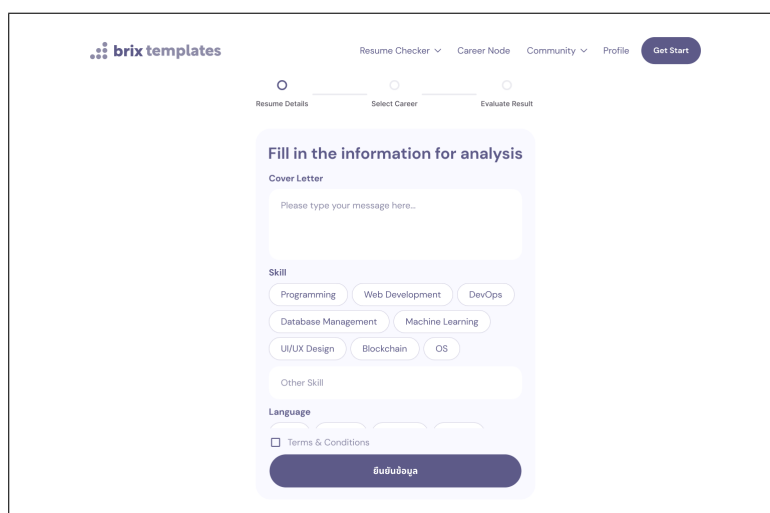 brix templates
Resume Checker Career Node Community Profile Get Start
Resume Details Select Career Evaluate Result
Fill in the information for analysis
Cover Letter
Please type your message here...
Skill
Programming Web Development DevOps
Database Management Machine Learning
UI/UX Design Blockchain OS
Other Skill
Language
Terms & Conditions
ยืนยันข้อมูล